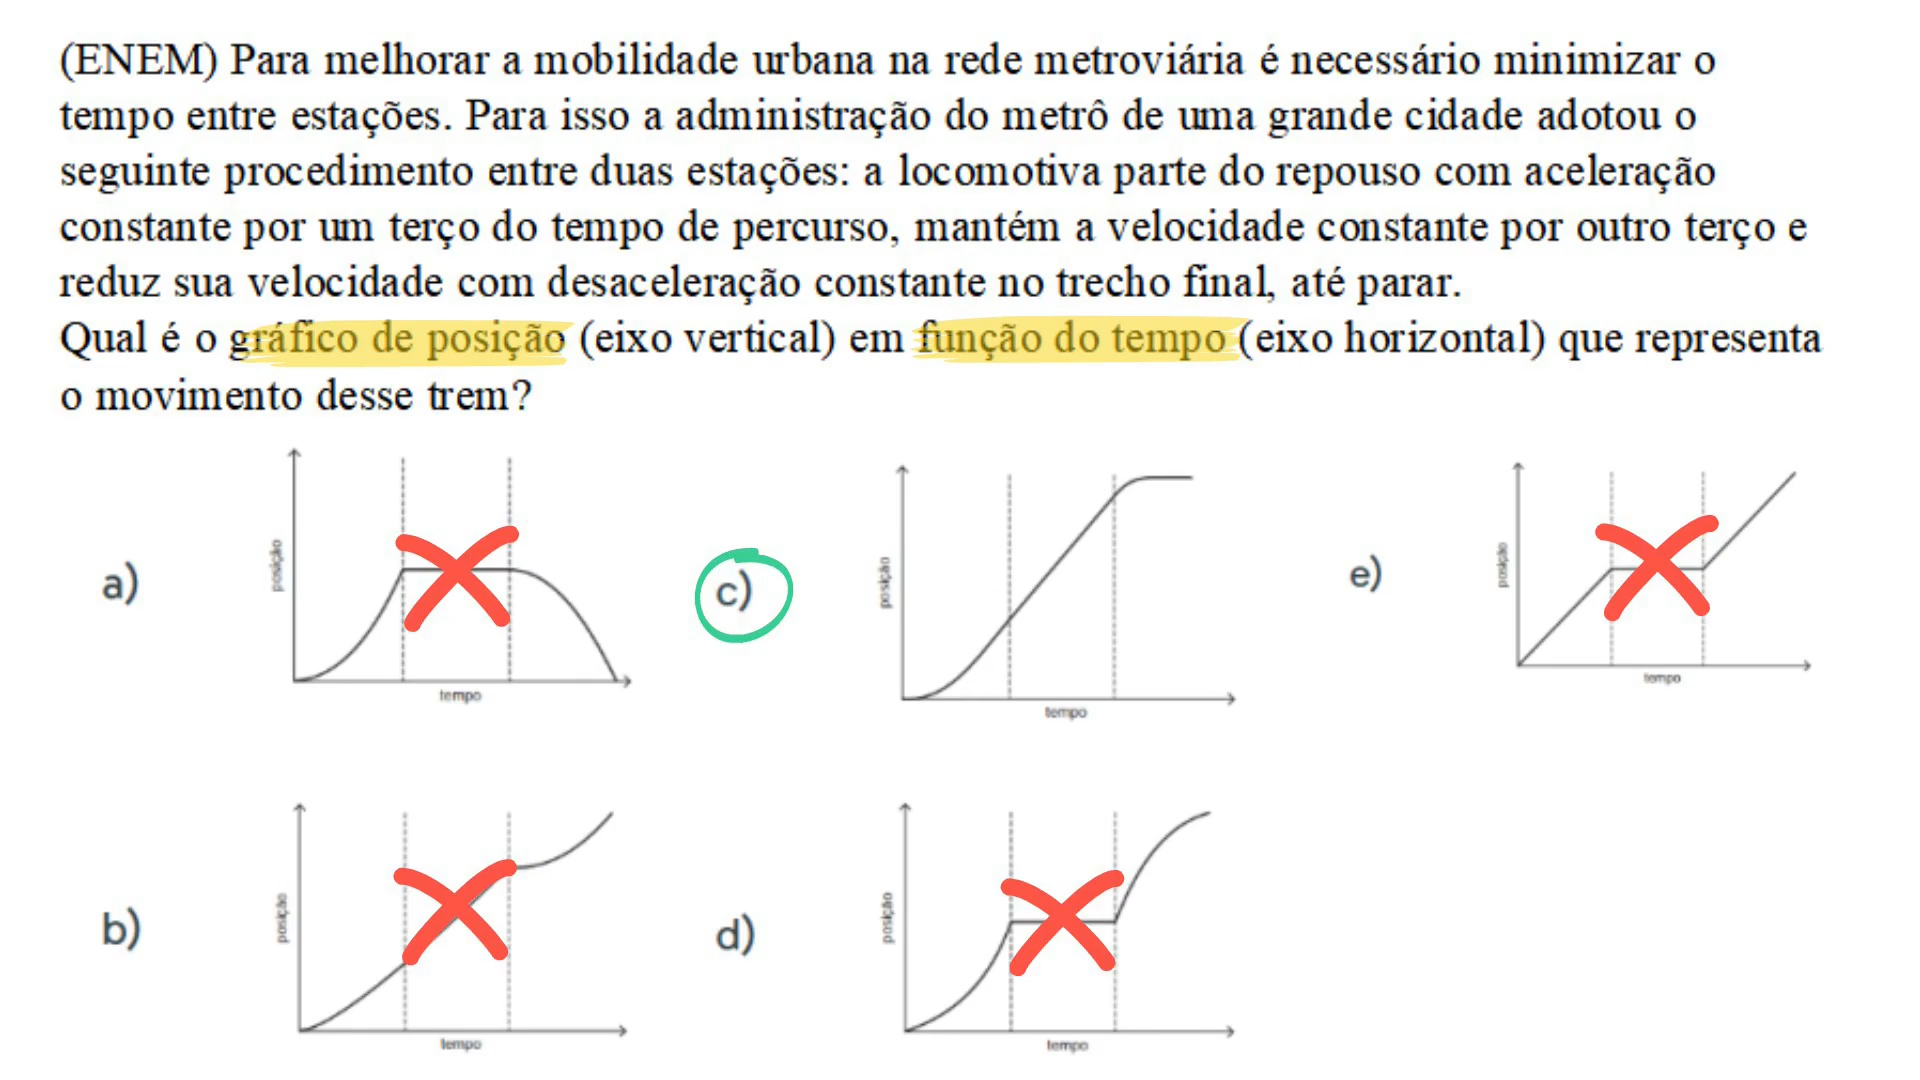 (ENEM) Para melhorar a mobilidade urbana na rede metroviária é necessário minimizar o
tempo entre estações. Para isso a administração do metrô de uma grande cidade adotou o
seguinte procedimento entre duas estações: a locomotiva parte do repouso com aceleração
constante por um terço do tempo de percurso, mantém a velocidade constante por outro terço e
reduz sua velocidade com desaceleração constante no trecho final, até parar.
Qual é o gráfico de posição (eixo vertical) em função do tempo (eixo horizontal) que representa
o movimento desse trem?
a)
posição
tempo
c)
posição
tempo
e)
posição
tempo
b)
posição
tempo
d)
posição
tempo